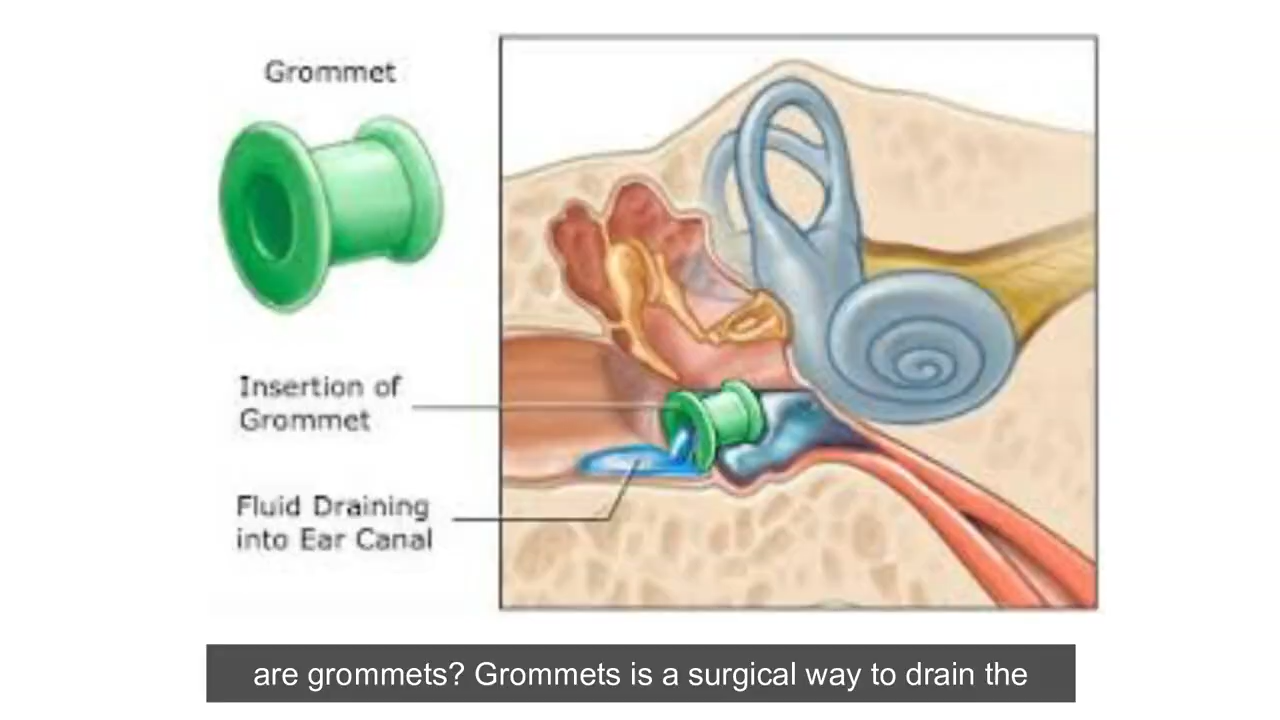 Grommet
Insertion of
Grommet
Fluid Draining
into Ear Canal
are grommets? Grommets is a surgical way to drain the